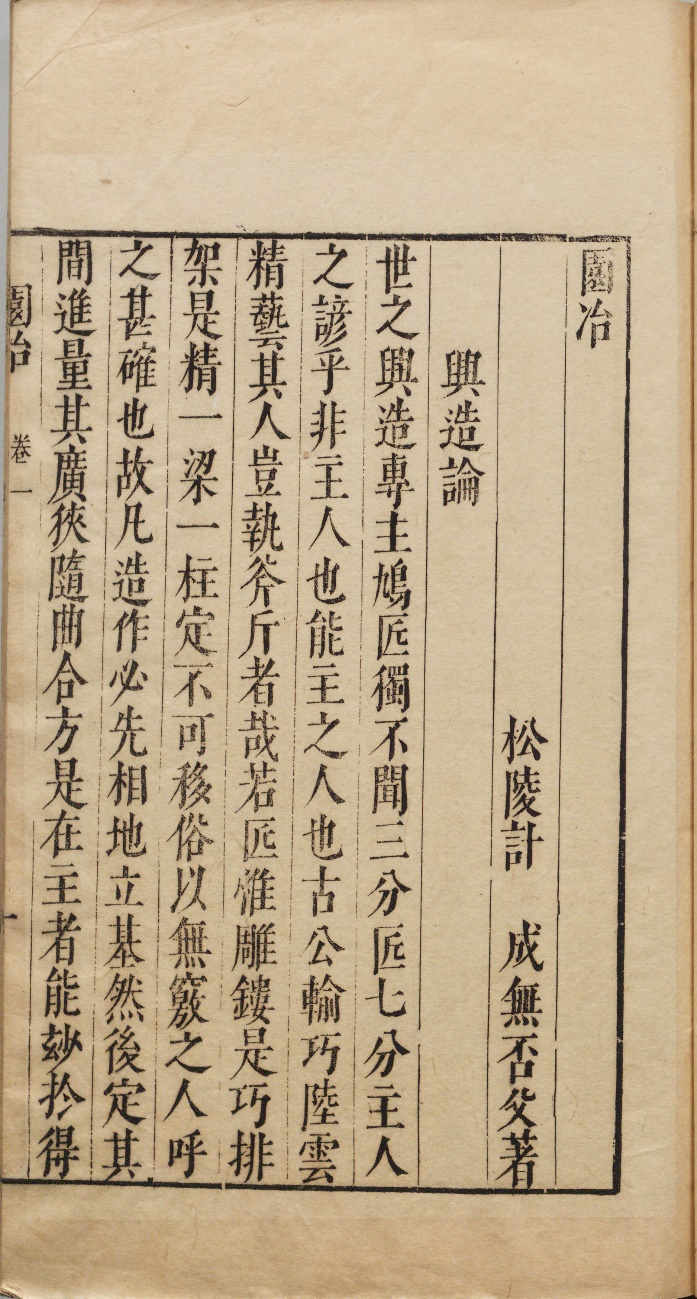 園冶
松陵計 成無否父著
興造論
世之興造專主鳩匠獨不聞三分匠七分主人
之諺乎非主人也能主之人也古公輸巧陸雲
精藝其人豈執斧斤者哉若匠惟雕鏤是巧排
架是精一梁一柱定不可移俗以無竅之人呼
之甚確也故凡造作必先相地立基然後定其
間進量其廣狹隨曲合方是在主者能玅扵得
園冶 卷一 一